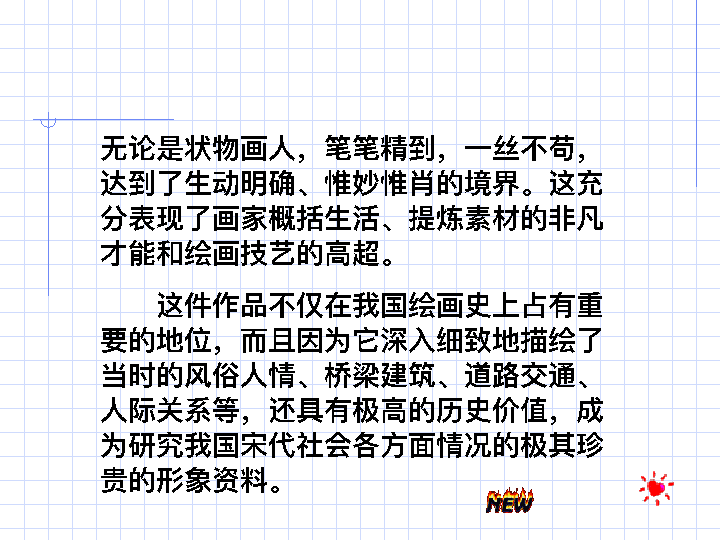 无论是状物画人，笔笔精到，一丝不苟，
达到了生动明确、惟妙惟肖的境界。这充
分表现了画家概括生活、提炼素材的非凡
才能和绘画技艺的高超。
这件作品不仅在我国绘画史上占有重
要的地位，而且因为它深入细致地描绘了
当时的风俗人情、桥梁建筑、道路交通、
人际关系等，还具有极高的历史价值，成
为研究我国宋代社会各方面情况的极其珍
贵的形象资料。
NEW